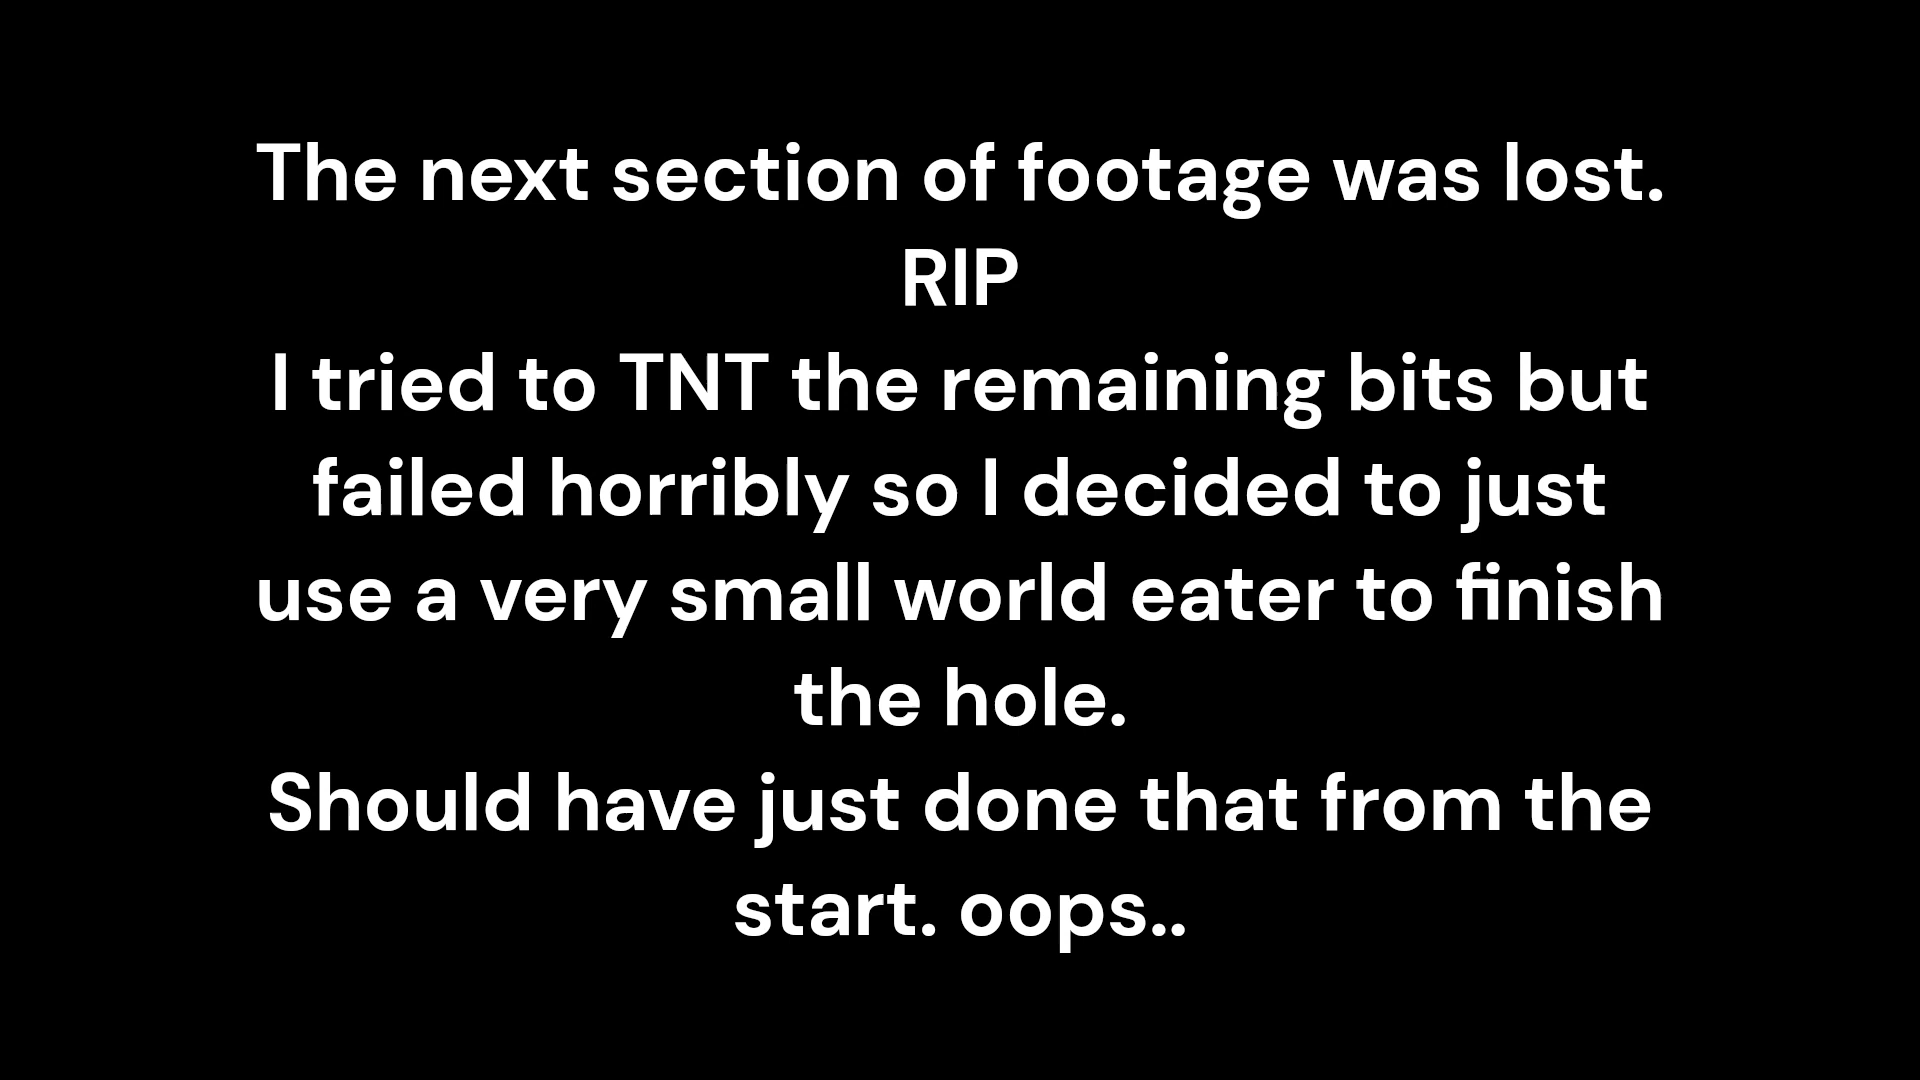 The next section of footage was lost.
RIP
I tried to TNT the remaining bits but
failed horribly so I decided to just
use a very small world eater to finish
the hole.
Should have just done that from the
start. oops..